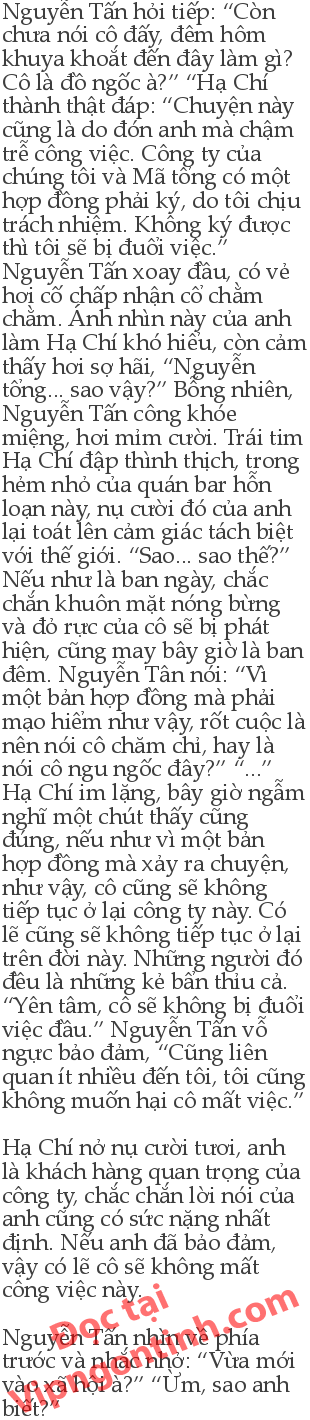 Nguyễn Tấn hỏi tiếp: “Còn
chưa nói cô đấy, đêm hôm
khuya khoắt đến đây làm gì?
Cô là đồ ngốc à?” “Hạ Chí
thành thật đáp: “Chuyện này
cũng là do đón anh mà chậm
trễ công việc. Công ty của
chúng tôi và Mã tổng có một
hợp đồng phải ký, do tôi chịu
trách nhiệm. Không ký được
thì tôi sẽ bị đuổi việc.”
Nguyễn Tấn xoay đầu, có vẻ
hơi cố chấp nhận cổ chằm
chằm. Ánh nhìn này của anh
làm Hạ Chí khó hiểu, còn cảm
thấy hơi sợ hãi, “Nguyễn
tổng... sao vậy?” Bỗng nhiên,
Nguyễn Tấn công khóe
miệng, hơi mỉm cười. Trái tim
Hạ Chí đập thình thịch, trong
hẻm nhỏ của quán bar hỗn
loạn này, nụ cười đó của anh
lại toát lên cảm giác tách biệt
với thế giới. “Sao... sao thế?”
Nếu như là ban ngày, chắc
chắn khuôn mặt nóng bừng
và đỏ rực của cô sẽ bị phát
hiện, cũng may bây giờ là ban
đêm. Nguyễn Tân nói: “Vì
một bản hợp đồng mà phải
mạo hiểm như vậy, rốt cuộc là
nên nói cô chăm chỉ, hay là
nói cô ngu ngốc đây?” “...”
Hạ Chí im lặng, bây giờ ngẫm
nghĩ một chút thấy cũng
đúng, nếu như vì một bản
hợp đồng mà xảy ra chuyện,
như vậy, cô cũng sẽ không
tiếp tục ở lại công ty này. Có
lẽ cũng sẽ không tiếp tục ở lại
trên đời này. Những người đó
đều là những kẻ bẩn thỉu cả.
“Yên tâm, cô sẽ không bị đuổi
việc đầu.” Nguyễn Tấn vỗ
ngực bảo đảm, “Cũng liên
quan ít nhiều đến tôi, tôi cũng
không muốn hại cô mất việc.”
Hạ Chí nở nụ cười tươi, anh
là khách hàng quan trọng của
công ty, chắc chắn lời nói của
anh cũng có sức nặng nhất
định. Nếu anh đã bảo đảm,
vậy có lẽ cô sẽ không mất
công việc này.
Nguyễn Tấn nhìn về phía
trước và nhắc nhở: “Vừa mới
vào xã hội à?” “Ừm, sao anh
biết?”
Đọc tại
Vipngontinh.com